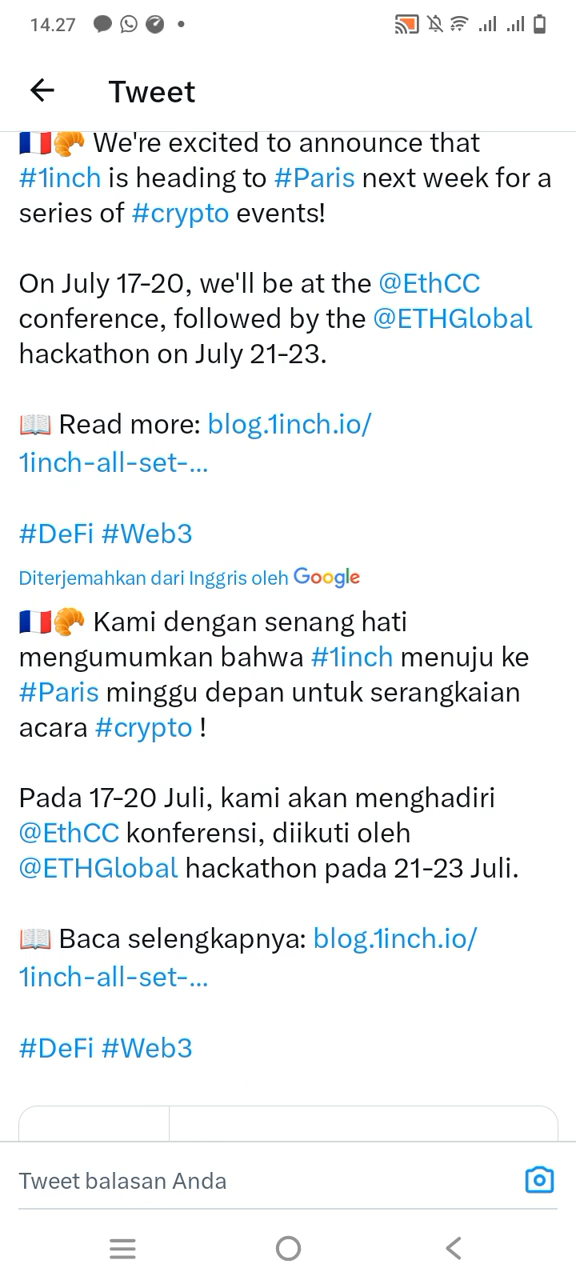 14.27
Tweet
🇫🇷🥐 We're excited to announce that
#1inch is heading to #Paris next week for a
series of #crypto events!
On July 17-20, we'll be at the @EthCC
conference, followed by the @ETHGlobal
hackathon on July 21-23.
📖 Read more: blog.1inch.io/
1inch-all-set-...
#DeFi #Web3
Diterjemahkan dari Inggris oleh Google
🇫🇷🥐 Kami dengan senang hati
mengumumkan bahwa #1inch menuju ke
#Paris minggu depan untuk serangkaian
acara #crypto !
Pada 17-20 Juli, kami akan menghadiri
@EthCC konferensi, diikuti oleh
@ETHGlobal hackathon pada 21-23 Juli.
📖 Baca selengkapnya: blog.1inch.io/
1inch-all-set-...
#DeFi #Web3
Tweet balasan Anda